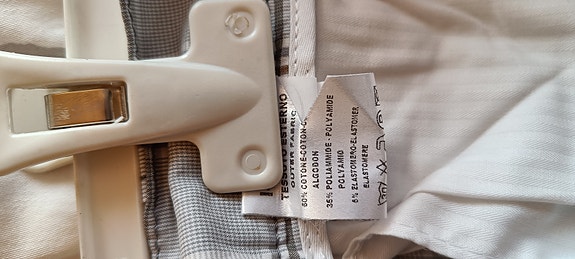 TESSUTO ESTERNO
OUTER FABRIC
60% COTONE-COTON-C
ALGODON
35% POLIAMMIDE - POLYAMIDE
POLYAMID
5% ELASTOMERO-ELASTOMER
ELASTOMERE